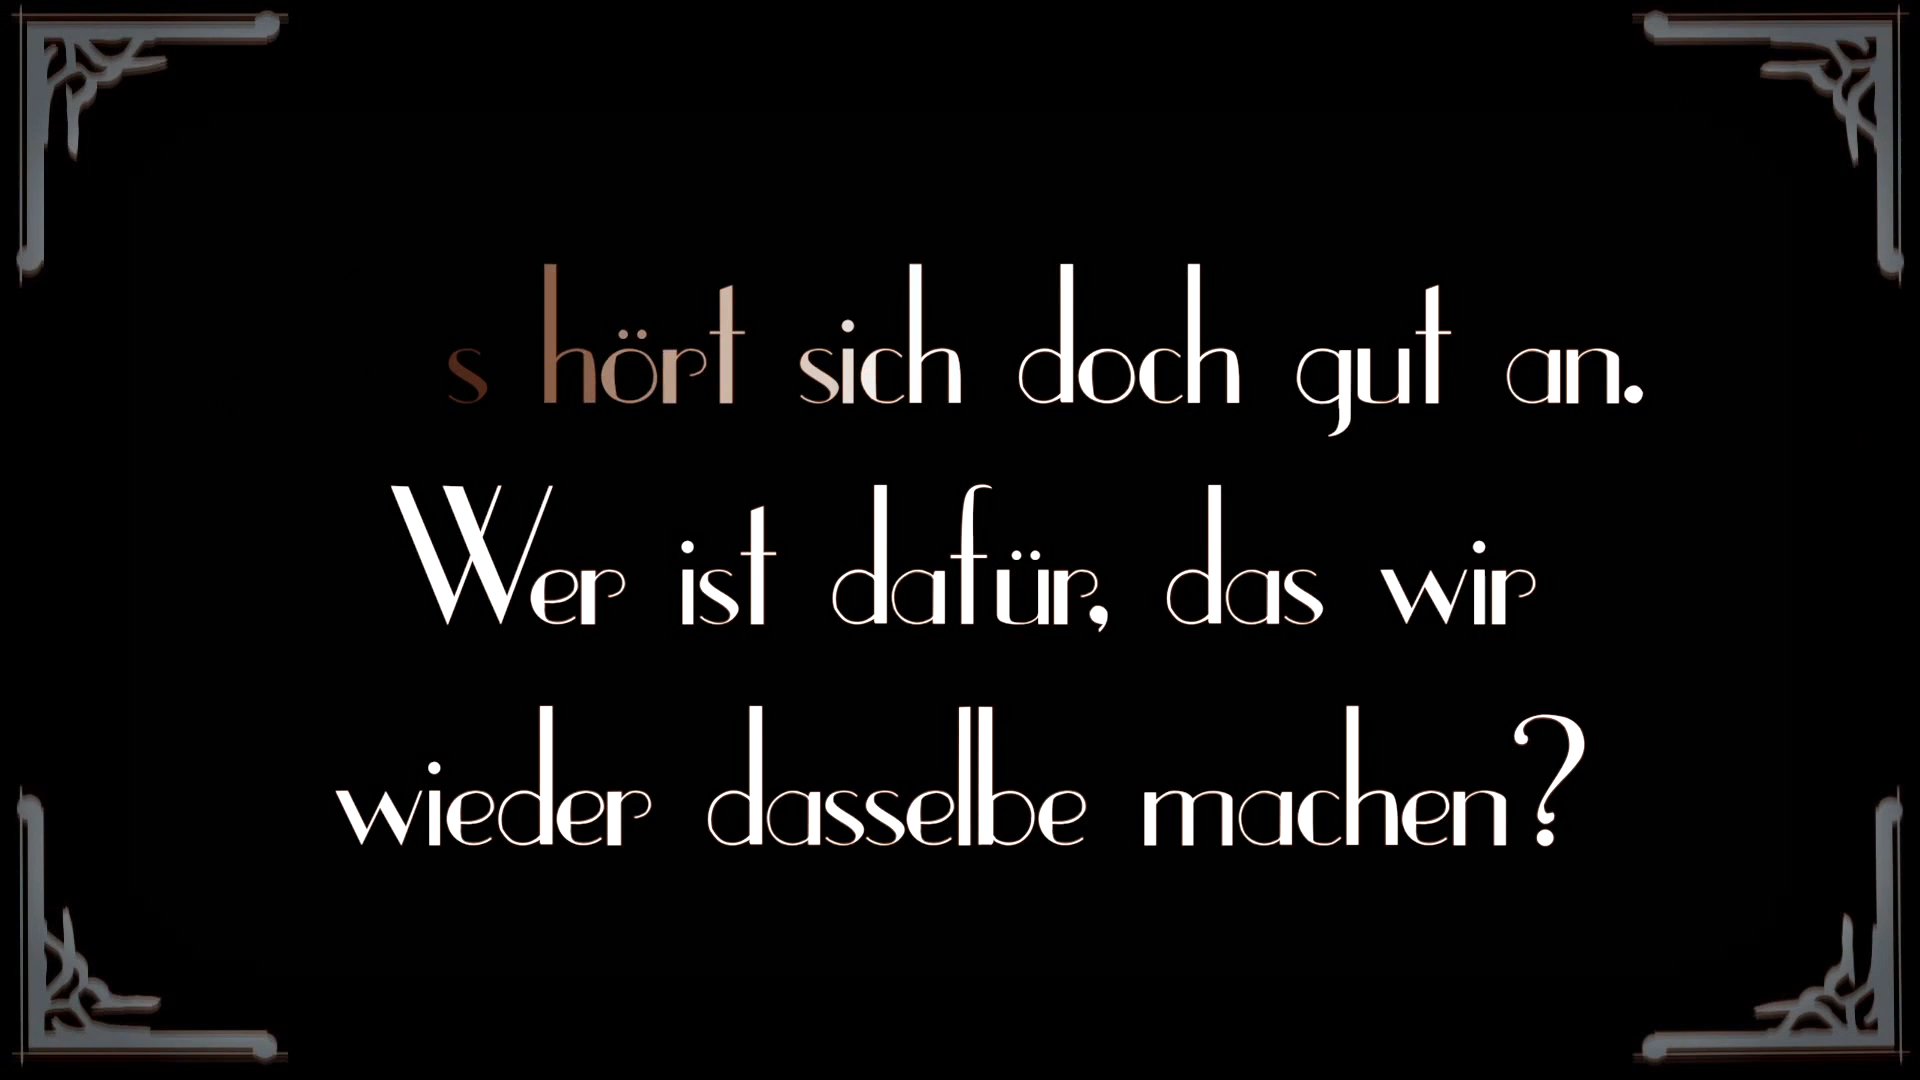 s hört sich doch gut an.
Wer ist dafür, das wir
wieder dasselbe machen?